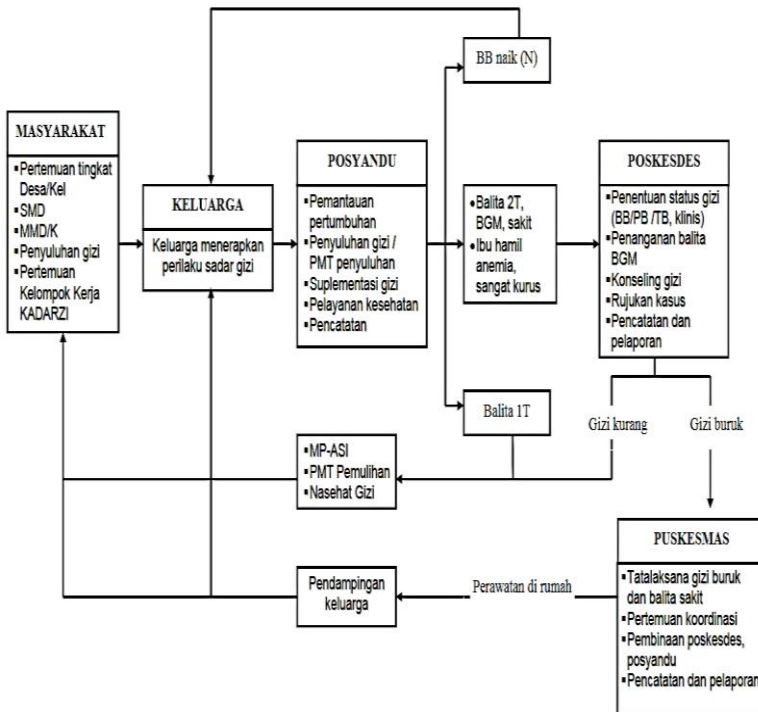 BB naik (N)
MASYARAKAT
▪Pertemuan tingkat
Desa/Kel
▪SMD
▪MMD/K
▪Penyuluhan gizi
▪Pertemuan
Kelompok Kerja
KADARZI
KELUARGA
Keluarga menerapkan
perilaku sadar gizi
POSYANDU
▪Pemantauan
pertumbuhan
▪Penyuluhan gizi /
PMT penyuluhan
▪Suplementasi gizi
▪Pelayanan kesehatan
▪Pencatatan
•Balita 2T,
BGM, sakit
•Ibu hamil
anemia,
sangat kurus
POSKESDES
▪Penentuan status gizi
(BB/PB /TB, klinis)
▪Penanganan balita
BGM
▪Konseling gizi
▪Rujukan kasus
▪Pencatatan dan
pelaporan
Balita 1T
Gizi kurang
Gizi buruk
▪MP-ASI
▪PMT Pemulihan
▪Nasehat Gizi
PUSKESMAS
▪Tatalaksana gizi buruk
dan balita sakit
▪Pertemuan koordinasi
▪Pembinaan poskesdes,
posyandu
▪Pencatatan dan pelaporan
Perawatan di rumah
Pendampingan
keluarga